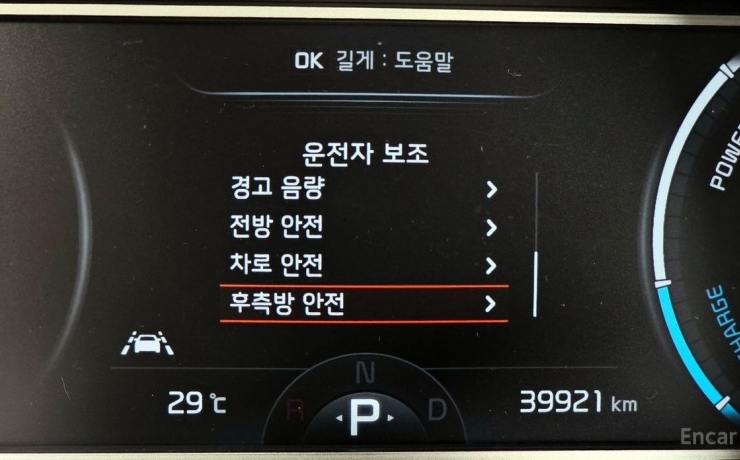 OK 길게 : 도움말
운전자 보조
경고 음량
전방 안전
차로 안전
후측방 안전
POWER
CHARGE
N
29℃
R
P
D
39921 km
Encar